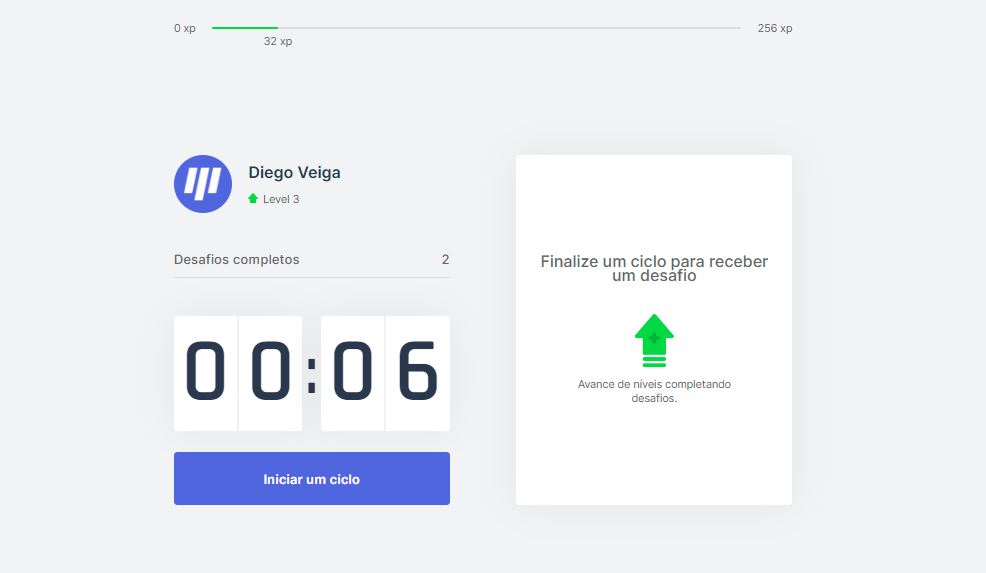 0 xp
256 xp
32 xp
Diego Veiga
Level 3
Desafios completos 2
00:06
Iniciar um ciclo
Finalize um ciclo para receber
um desafio
Avance de níveis completando
desafios.